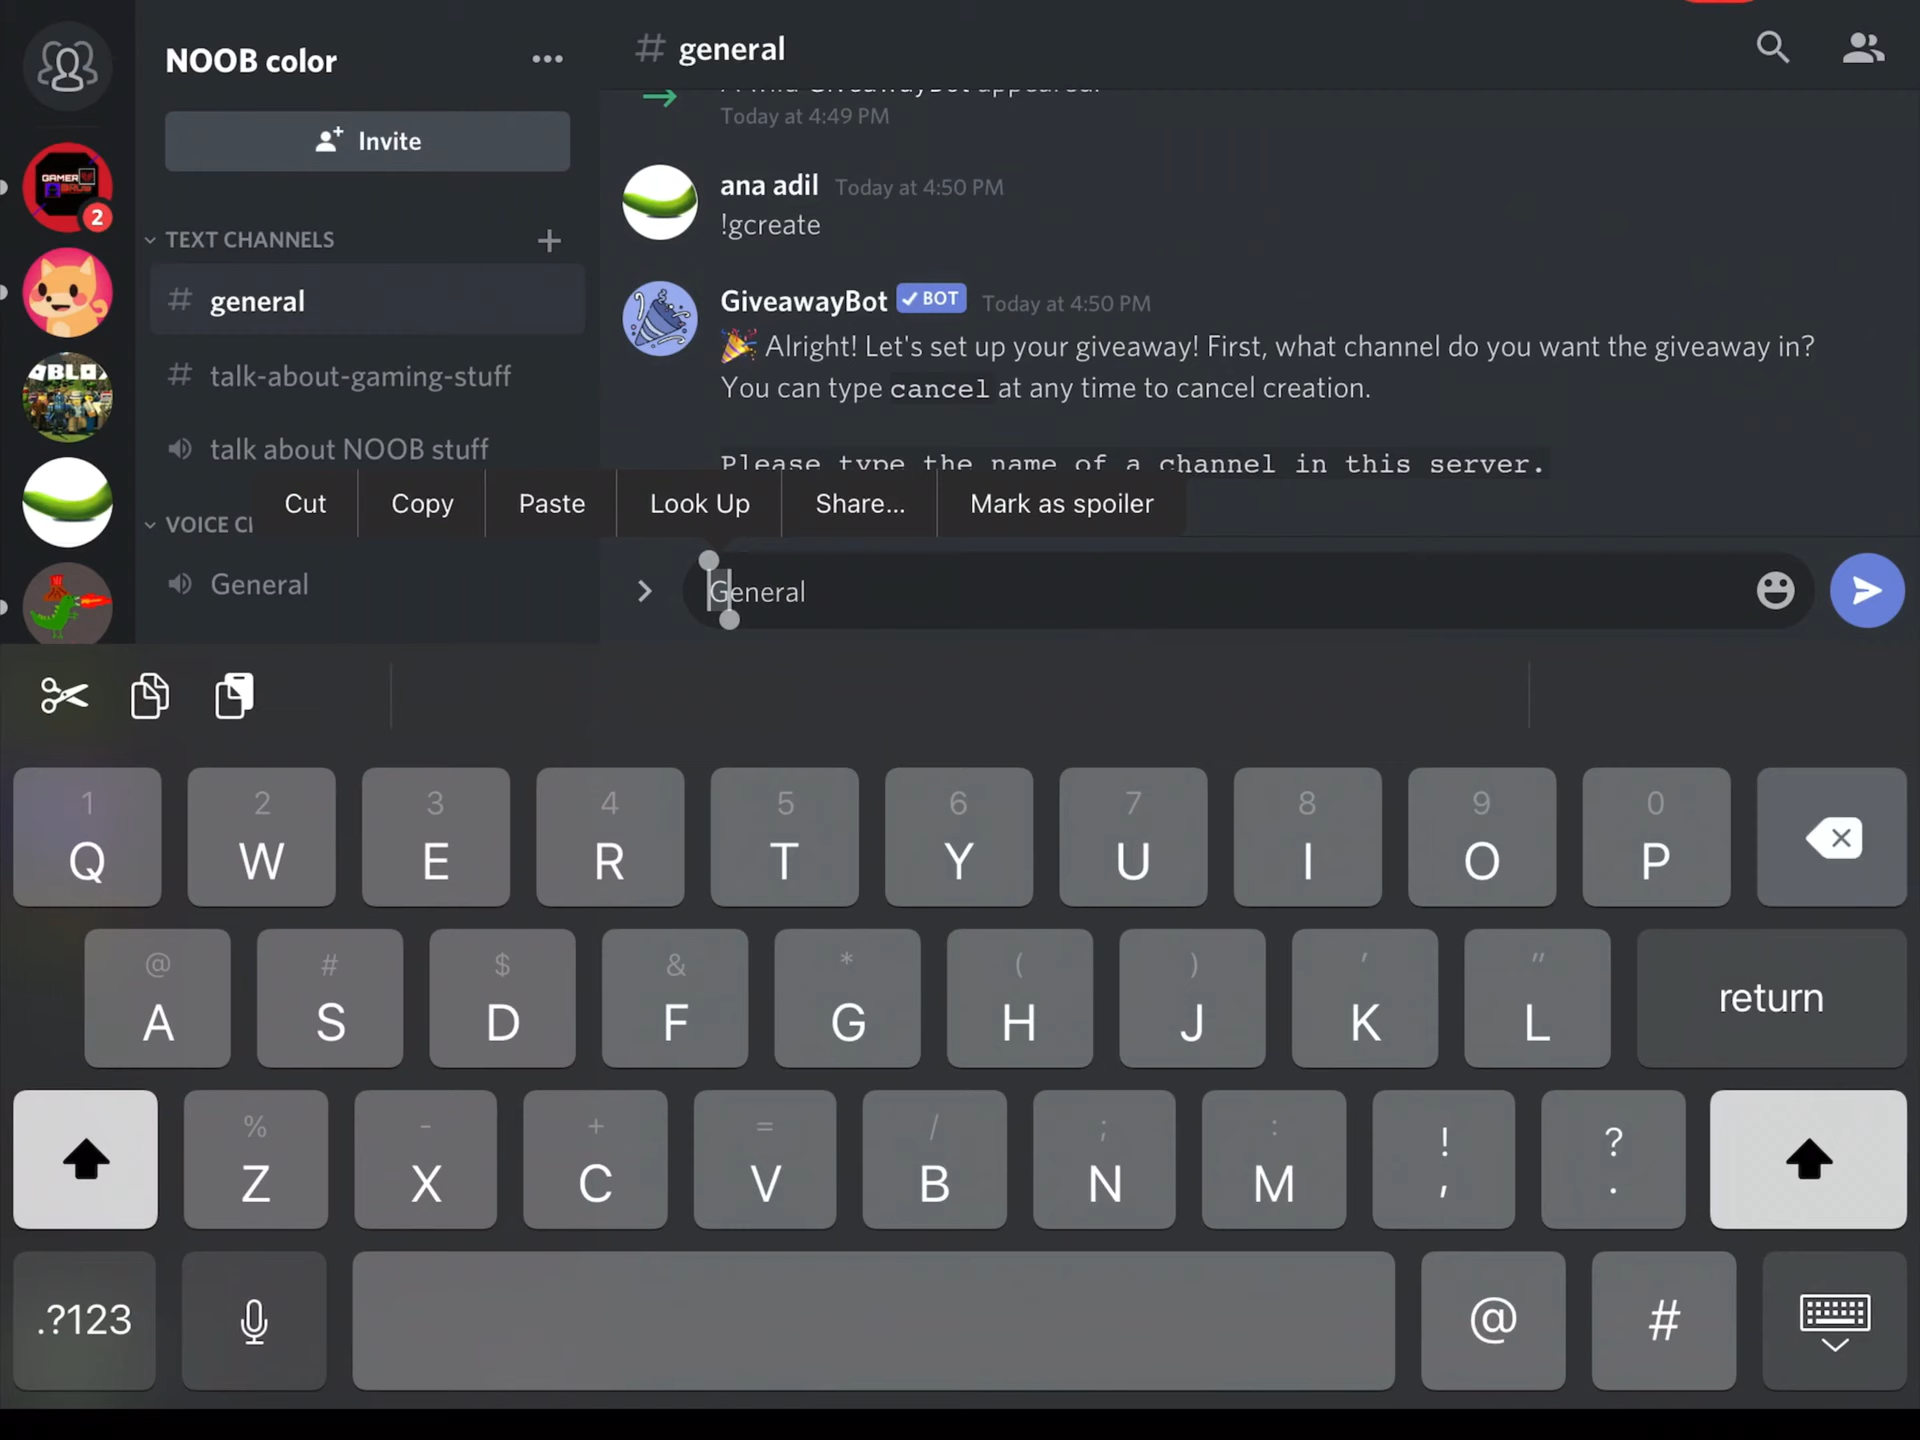 NOOB color
Invite
TEXT CHANNELS
general
talk-about-gaming-stuff
talk about NOOB stuff
VOICE
General
GAMER
2
general
GiveawayBot appeared.
Today at 4:49 PM
ana adil Today at 4:50 PM
!gcreate
GiveawayBot BOT Today at 4:50 PM
🎉 Alright! Let's set up your giveaway! First, what channel do you want the giveaway in?
You can type cancel at any time to cancel creation.
Please type the name of a channel in this server.
Cut Copy Paste Look Up Share... Mark as spoiler
General
1 2 3 4 5 6 7 8 9 0
Q W E R T Y U I O P
@ # $ & * ( ) ' "
A S D F G H J K L return
% - + = / ; : ! ?
Z X C V B N M , .
.?123 @ #